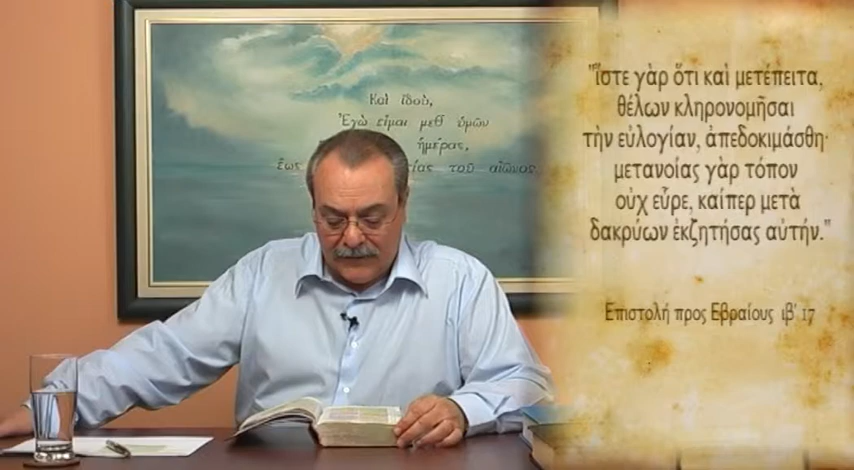 Καὶ ἰδού,
Ἐγὼ εἶμαι μεθ' ὑμῶν
ἡμέρας,
ἕως τοῦ αἰῶνος.
"ἴστε γὰρ ὅτι καὶ μετέπειτα,
θέλων κληρονομῆσαι
τὴν εὐλογίαν, ἀπεδοκιμάσθη·
μετανοίας γὰρ τόπον
οὐχ εὗρε, καίπερ μετὰ
δακρύων ἐκζητήσας αὐτήν."
Επιστολή προς Εβραίους ιβ' 17